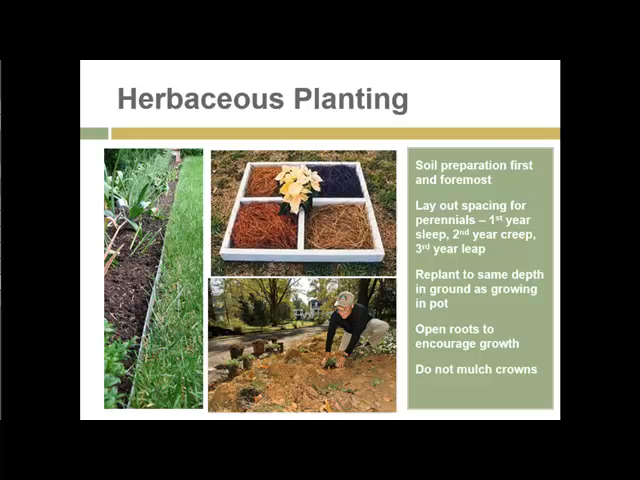 Herbaceous Planting
Soil preparation first
and foremost
Lay out spacing for
perennials – 1st year
sleep, 2nd year creep,
3rd year leap
Replant to same depth
in ground as growing
in pot
Open roots to
encourage growth
Do not mulch crowns